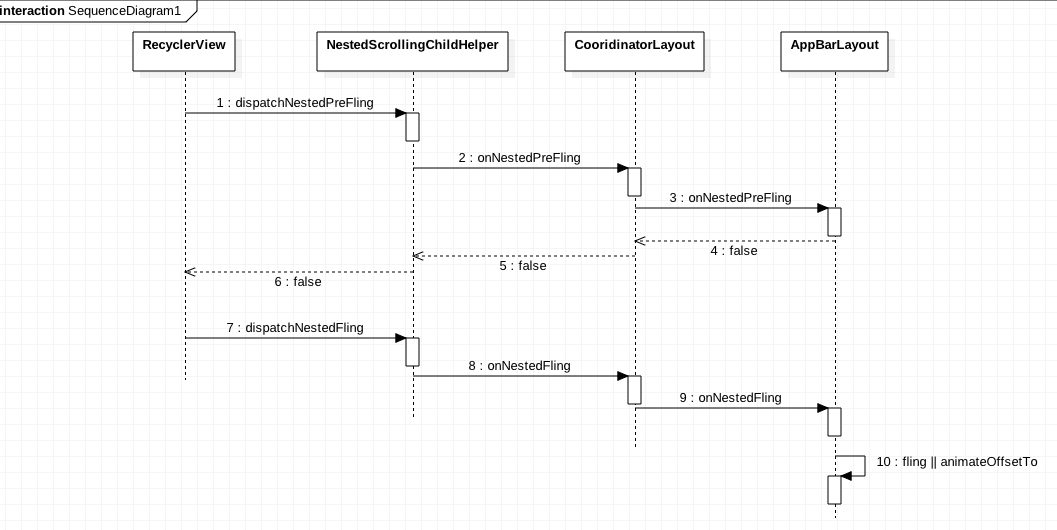 interaction SequenceDiagram1
RecyclerView
NestedScrollingChildHelper
CooridinatorLayout
AppBarLayout
1 : dispatchNestedPreFling
2 : onNestedPreFling
3 : onNestedPreFling
4 : false
5 : false
6 : false
7 : dispatchNestedFling
8 : onNestedFling
9 : onNestedFling
10 : fling || animateOffsetTo